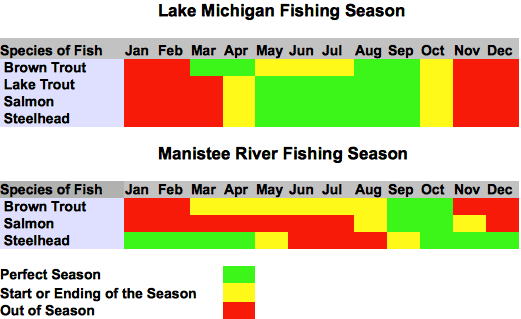 Lake Michigan Fishing Season
Species of Fish Jan Feb Mar Apr May Jun Jul Aug Sep Oct Nov Dec
Brown Trout
Lake Trout
Salmon
Steelhead
Manistee River Fishing Season
Species of Fish Jan Feb Mar Apr May Jun Jul Aug Sep Oct Nov Dec
Brown Trout
Salmon
Steelhead
Perfect Season
Start or Ending of the Season
Out of Season